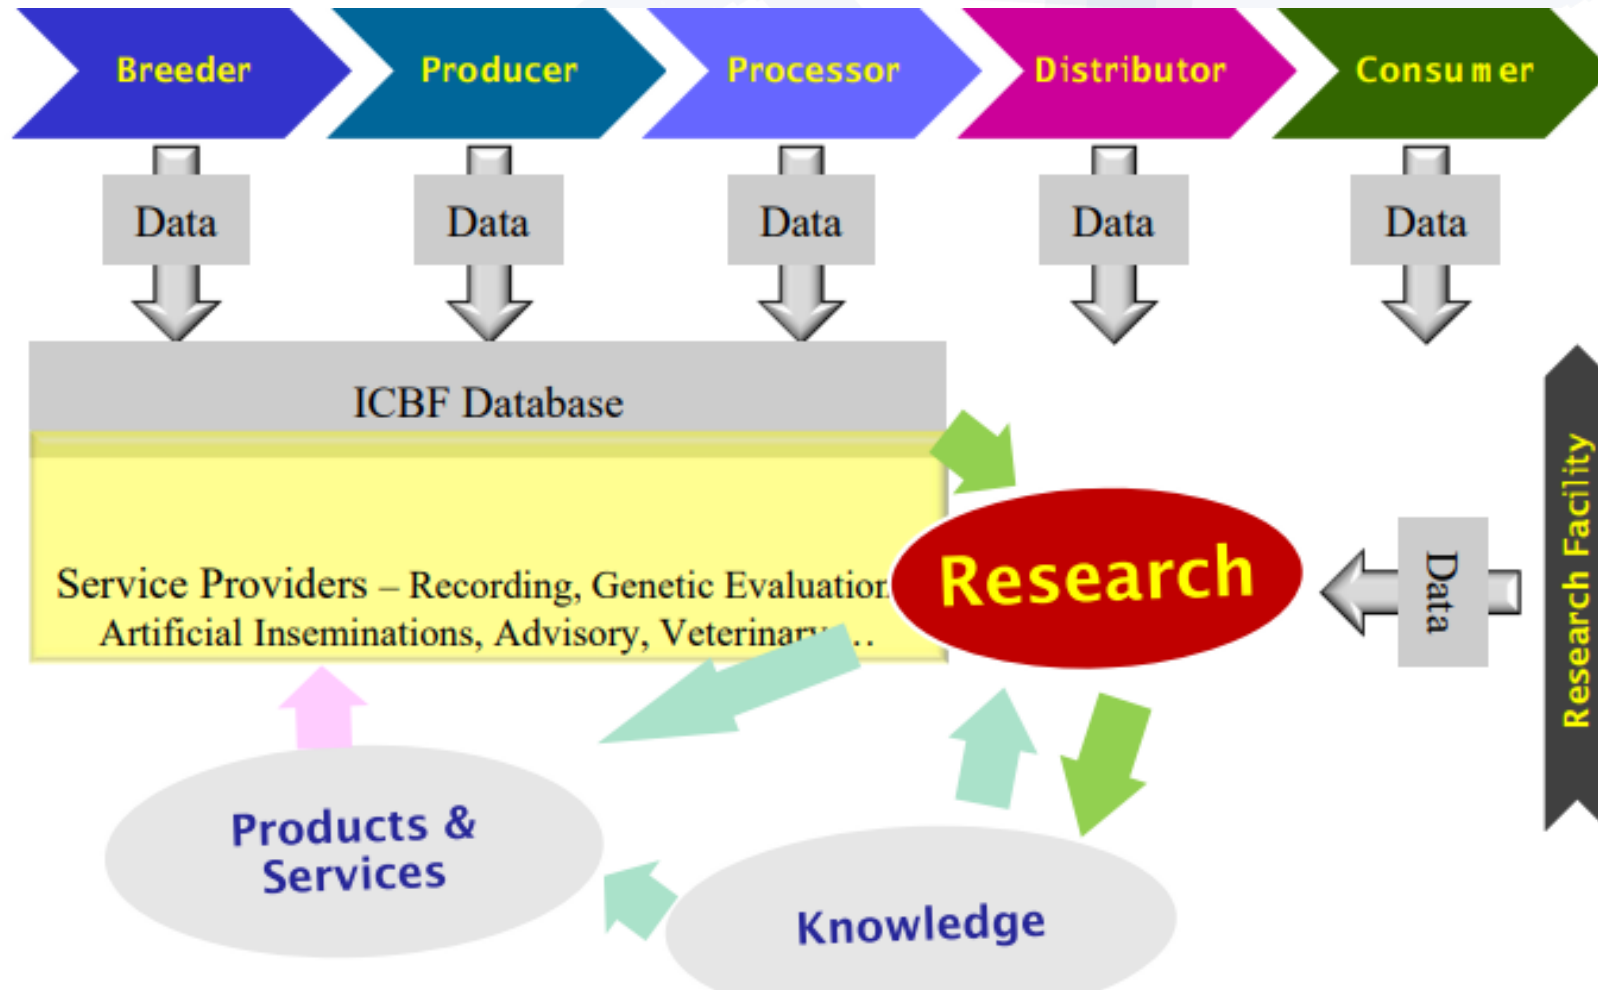 Breeder
Producer
Processor
Distributor
Consumer
Data
Data
Data
Data
Data
ICBF Database
Service Providers – Recording, Genetic Evaluation
Artificial Inseminations, Advisory, Veterinary…
Research
Data
Research Facility
Products &
Services
Knowledge